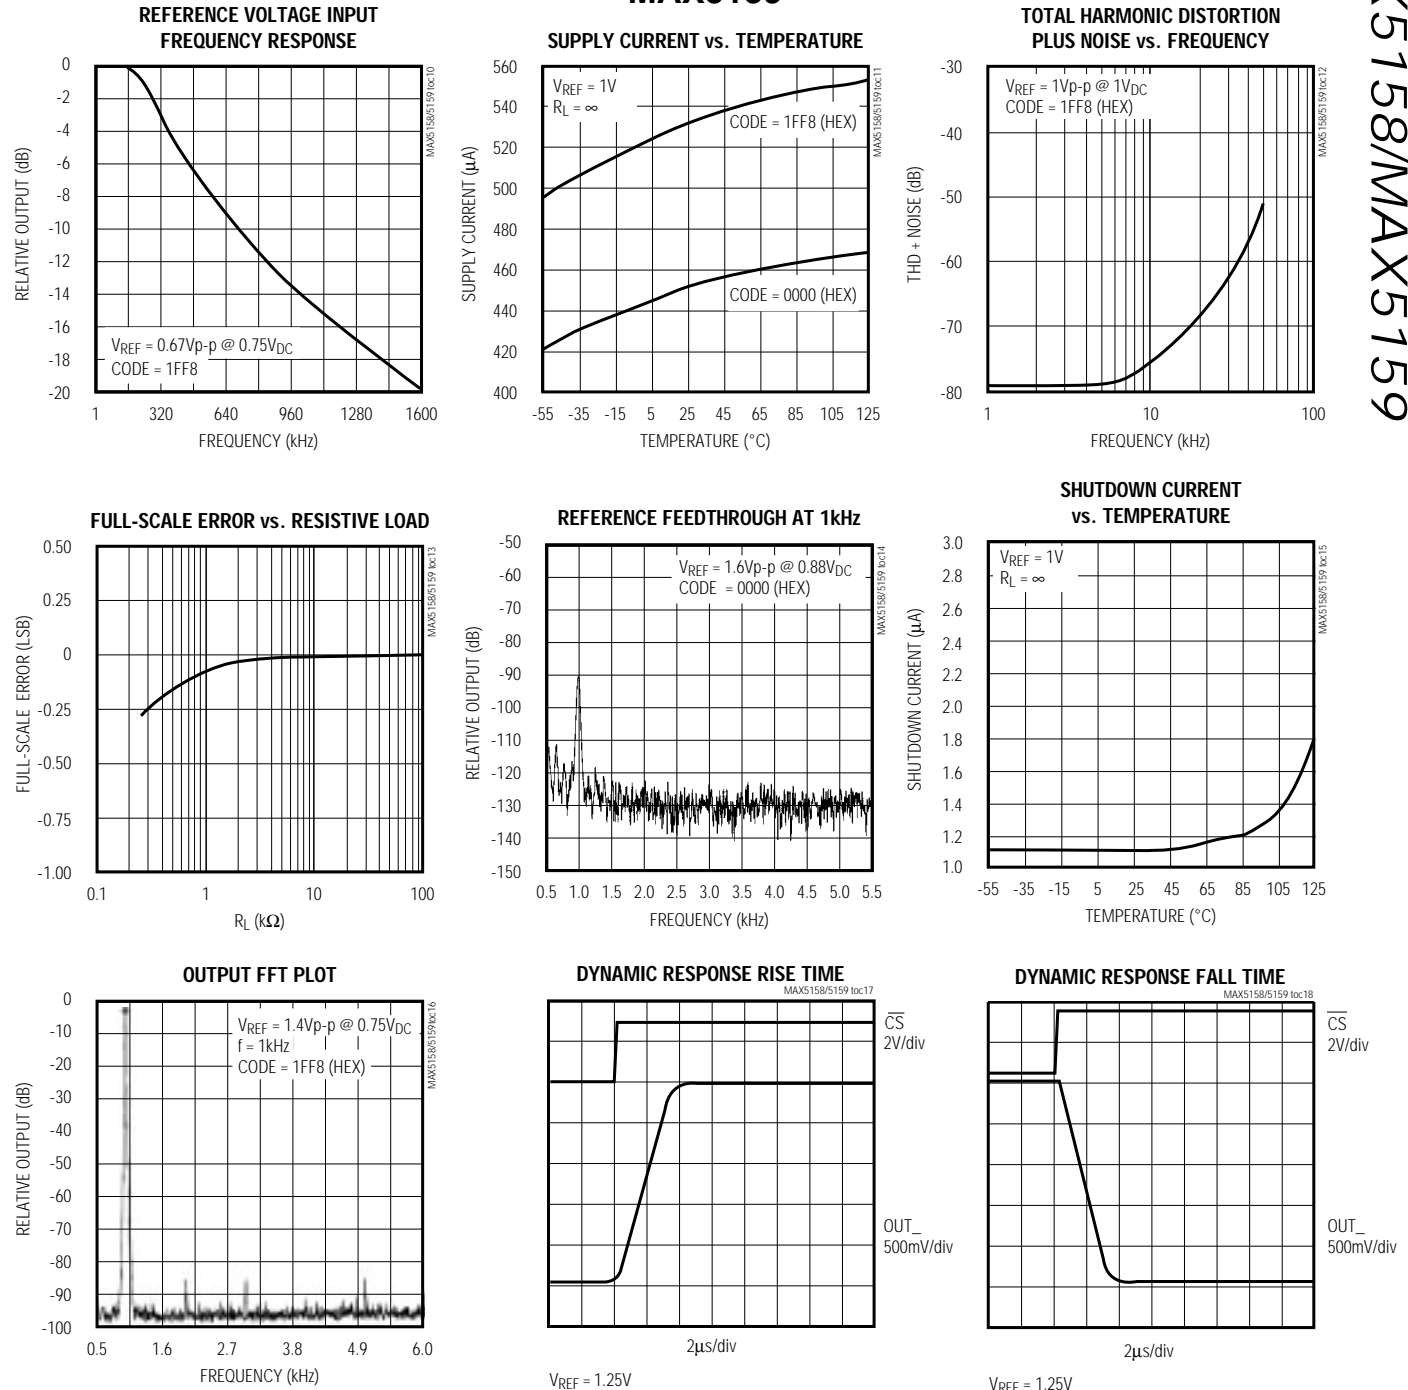 REFERENCE VOLTAGE INPUT
FREQUENCY RESPONSE
0
-2
-4
-6
-8
-10
-12
-14
-16
-18
-20
RELATIVE OUTPUT (dB)
VREF = 0.67Vp-p @ 0.75VDC
CODE = 1FF8
1 320 640 960 1280 1600
FREQUENCY (kHz)
MAX5158/5159 toc10
SUPPLY CURRENT vs. TEMPERATURE
560
540
520
500
480
460
440
420
400
SUPPLY CURRENT (µA)
VREF = 1V
RL = ∞
CODE = 1FF8 (HEX)
CODE = 0000 (HEX)
-55 -35 -15 5 25 45 65 85 105 125
TEMPERATURE (°C)
MAX5158/5159 toc11
TOTAL HARMONIC DISTORTION
PLUS NOISE vs. FREQUENCY
-30
-40
-50
-60
-70
-80
THD + NOISE (dB)
VREF = 1Vp-p @ 1VDC
CODE = 1FF8 (HEX)
1 10 100
FREQUENCY (kHz)
MAX5158/5159 toc12
X5158/MAX5159
FULL-SCALE ERROR vs. RESISTIVE LOAD
0.50
0.25
0
-0.25
-0.50
-0.75
-1.00
FULL-SCALE ERROR (LSB)
0.1 1 10 100
RL (kΩ)
MAX5158/5159 toc13
REFERENCE FEEDTHROUGH AT 1kHz
-50
-60
-70
-80
-90
-100
-110
-120
-130
-140
-150
RELATIVE OUTPUT (dB)
VREF = 1.6Vp-p @ 0.88VDC
CODE = 0000 (HEX)
0.5 1.0 1.5 2.0 2.5 3.0 3.5 4.0 4.5 5.0 5.5
FREQUENCY (kHz)
MAX5158/5159 toc14
SHUTDOWN CURRENT
vs. TEMPERATURE
3.0
2.8
2.6
2.4
2.2
2.0
1.8
1.6
1.4
1.2
1.0
SHUTDOWN CURRENT (µA)
VREF = 1V
RL = ∞
-55 -35 -15 5 25 45 65 85 105 125
TEMPERATURE (°C)
MAX5158/5159 toc15
OUTPUT FFT PLOT
0
-10
-20
-30
-40
-50
-60
-70
-80
-90
-100
RELATIVE OUTPUT (dB)
VREF = 1.4Vp-p @ 0.75VDC
f = 1kHz
CODE = 1FF8 (HEX)
0.5 1.6 2.7 3.8 4.9 6.0
FREQUENCY (kHz)
MAX5158/5159toc16
DYNAMIC RESPONSE RISE TIME
MAX5158/5159 toc17
CS
2V/div
OUT_
500mV/div
2µs/div
VREF = 1.25V
DYNAMIC RESPONSE FALL TIME
MAX5158/5159 toc18
CS
2V/div
OUT_
500mV/div
2µs/div
VREF = 1.25V